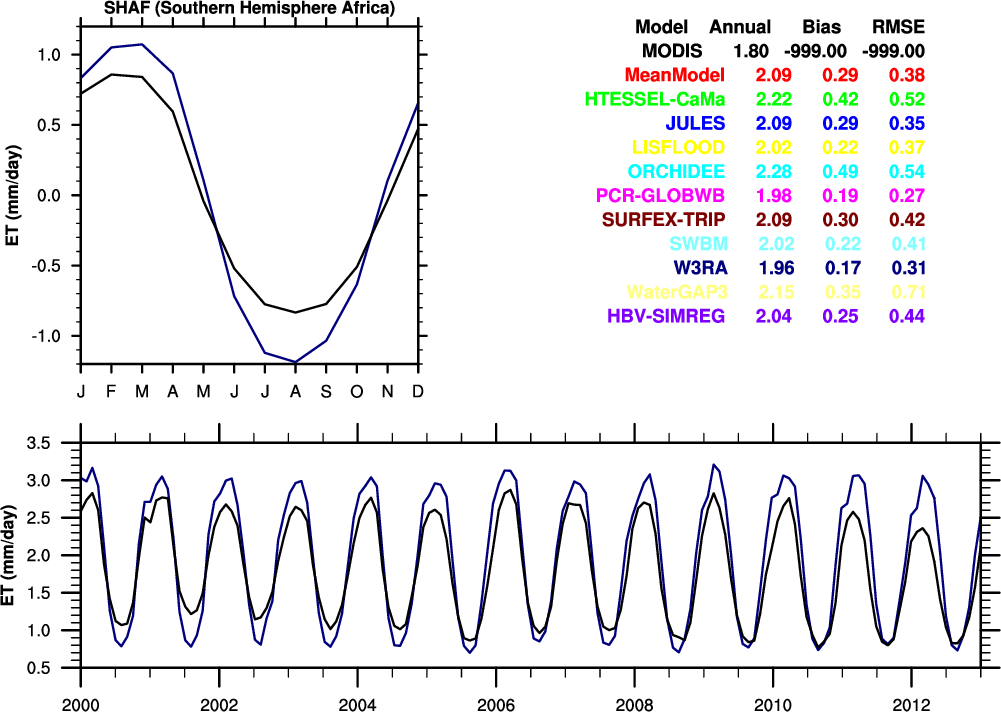 SHAF (Southern Hemisphere Africa)
ET (mm/day)
1.0
0.5
0.0
-0.5
-1.0
J F M A M J J A S O N D
Model Annual Bias RMSE
MODIS 1.80 -999.00 -999.00
MeanModel 2.09 0.29 0.38
HTESSEL-CaMa 2.22 0.42 0.52
JULES 2.09 0.29 0.35
LISFLOOD 2.02 0.22 0.37
ORCHIDEE 2.28 0.49 0.54
PCR-GLOBWB 1.98 0.19 0.27
SURFEX-TRIP 2.09 0.30 0.42
SWBM 2.02 0.22 0.41
W3RA 1.96 0.17 0.31
WaterGAP3 2.15 0.35 0.71
HBV-SIMREG 2.04 0.25 0.44
ET (mm/day)
3.5
3.0
2.5
2.0
1.5
1.0
0.5
2000 2002 2004 2006 2008 2010 2012